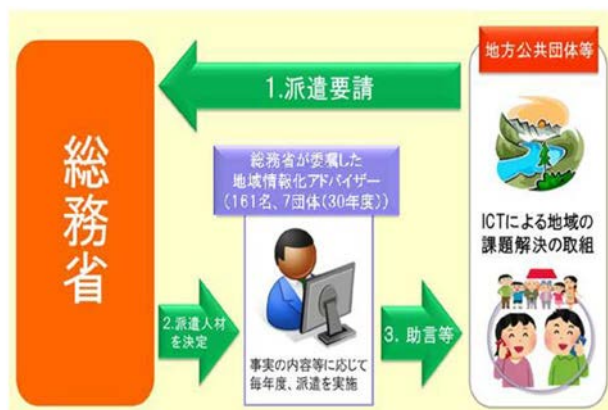 総務省
1.派遣要請
地方公共団体等
総務省が委嘱した
地域情報化アドバイザー
(161名、7団体(30年度))
ICTによる地域の
課題解決の取組
2.派遣人材
を決定
3. 助言等
事実の内容等に応じて
毎年度、派遣を実施